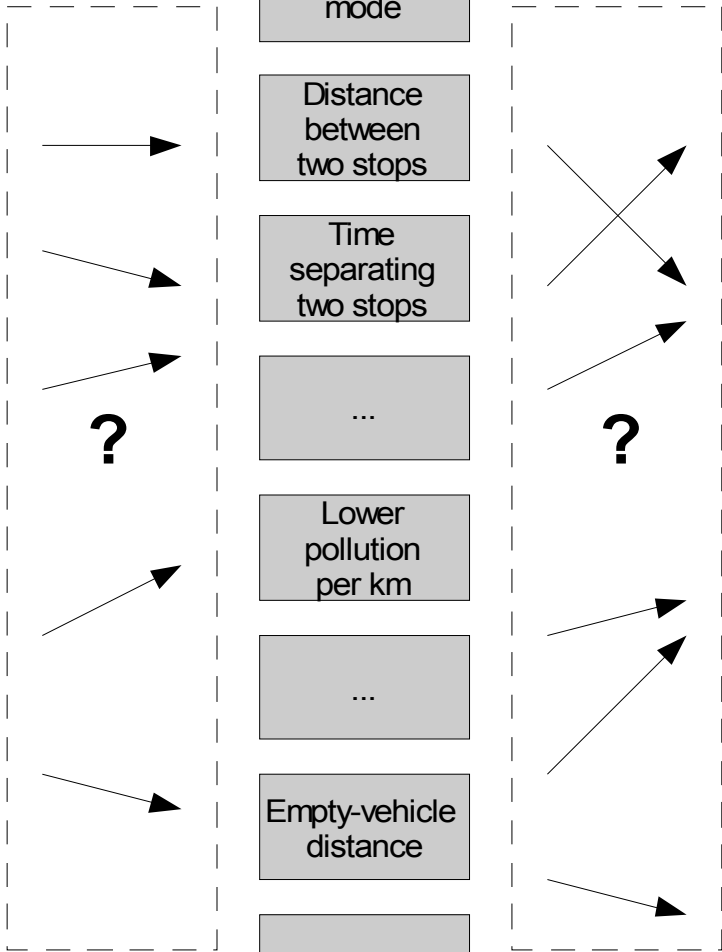 mode
Distance
between
two stops
Time
separating
two stops
...
?
?
Lower
pollution
per km
...
Empty-vehicle
distance